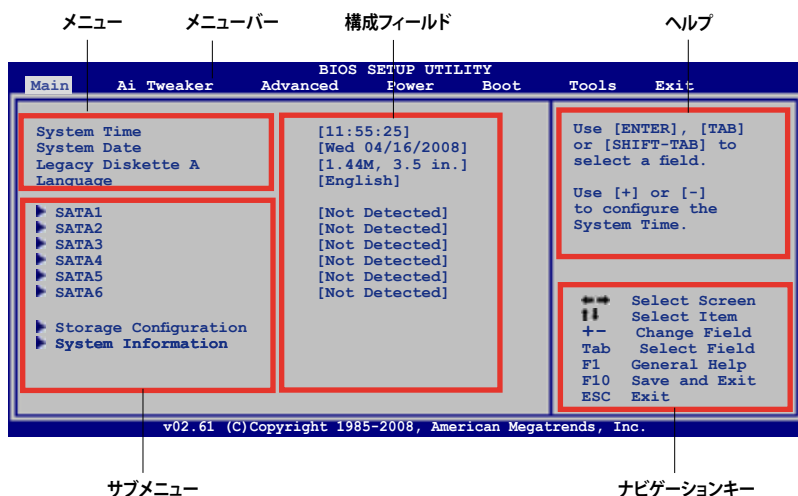 メニュー メニューバー 構成フィールド ヘルプ
BIOS SETUP UTILITY
Main Ai Tweaker Advanced Power Boot Tools Exit
System Time [11:55:25]
System Date [Wed 04/16/2008]
Legacy Diskette A [1.44M, 3.5 in.]
Language [English]
SATA1 [Not Detected]
SATA2 [Not Detected]
SATA3 [Not Detected]
SATA4 [Not Detected]
SATA5 [Not Detected]
SATA6 [Not Detected]
Storage Configuration
System Information
Use [ENTER], [TAB]
or [SHIFT-TAB] to
select a field.
Use [+] or [-]
to configure the
System Time.
←→ Select Screen
↑↓ Select Item
+- Change Field
Tab Select Field
F1 General Help
F10 Save and Exit
ESC Exit
v02.61 (C)Copyright 1985-2008, American Megatrends, Inc.
サブメニュー ナビゲーションキー